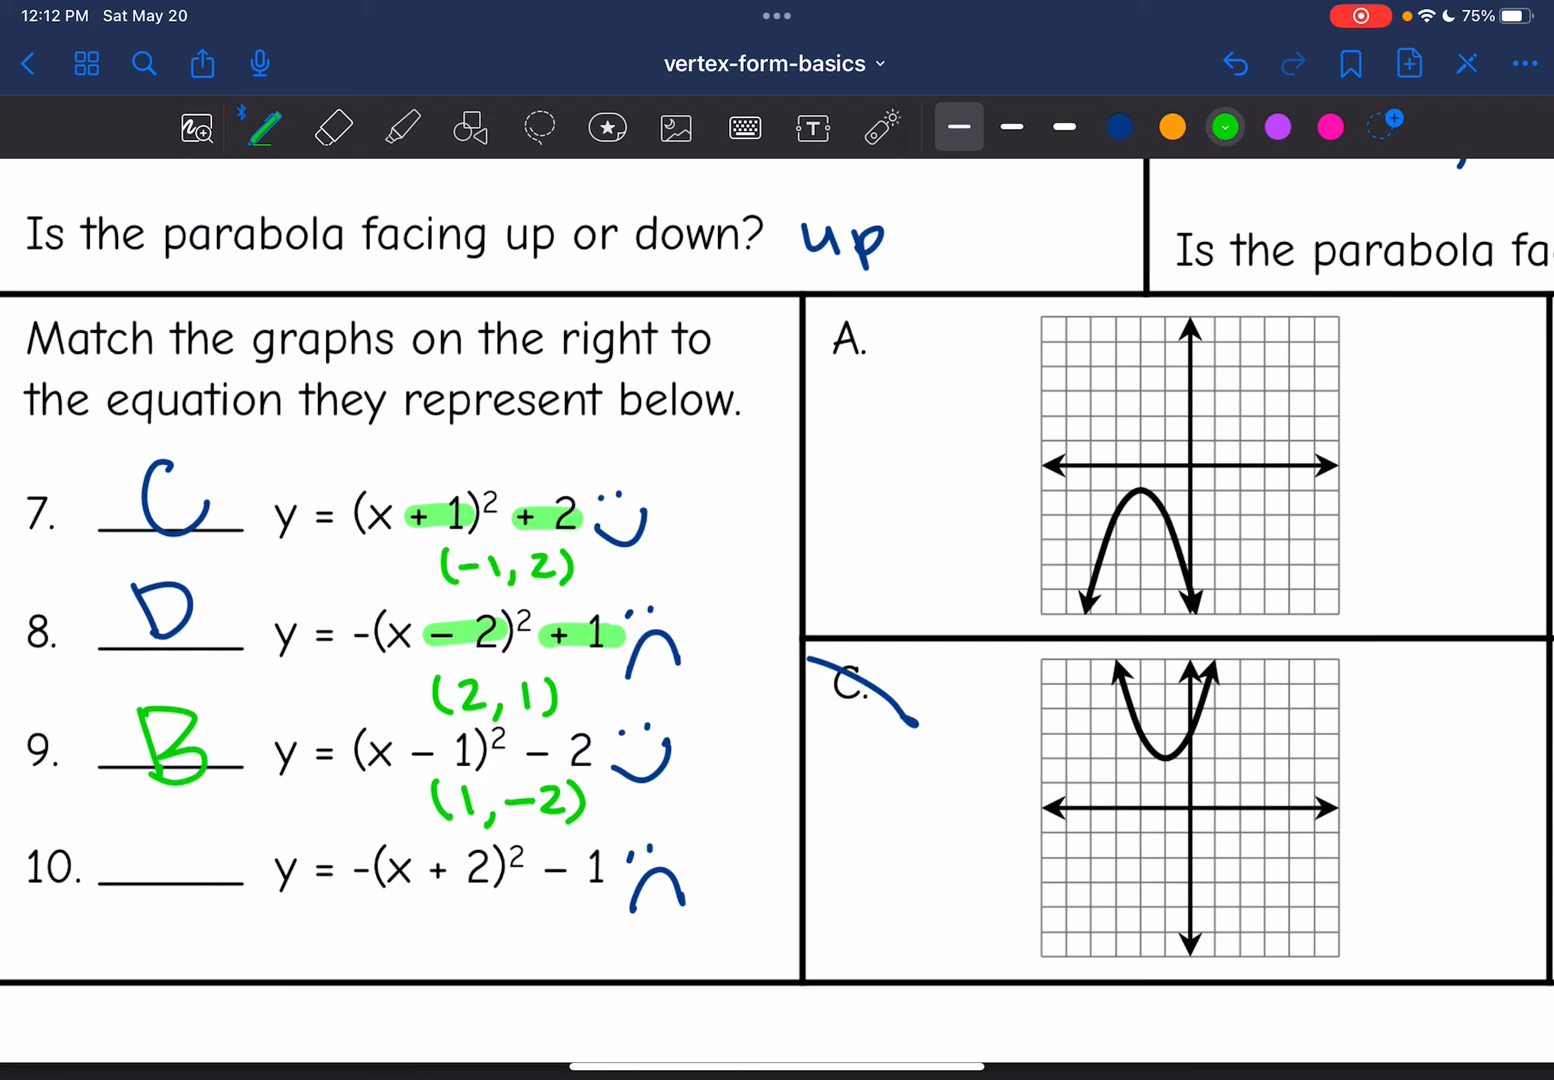 12:12 PM Sat May 20
75%
vertex-form-basics
T
Is the parabola facing up or down? up
Is the parabola fa
Match the graphs on the right to
the equation they represent below.
7. C y = (x + 1)² + 2
(-1, 2)
8. D y = -(x – 2)² + 1
(2, 1)
9. B y = (x – 1)² – 2
(1, -2)
10. ______ y = -(x + 2)² – 1
A.
C.